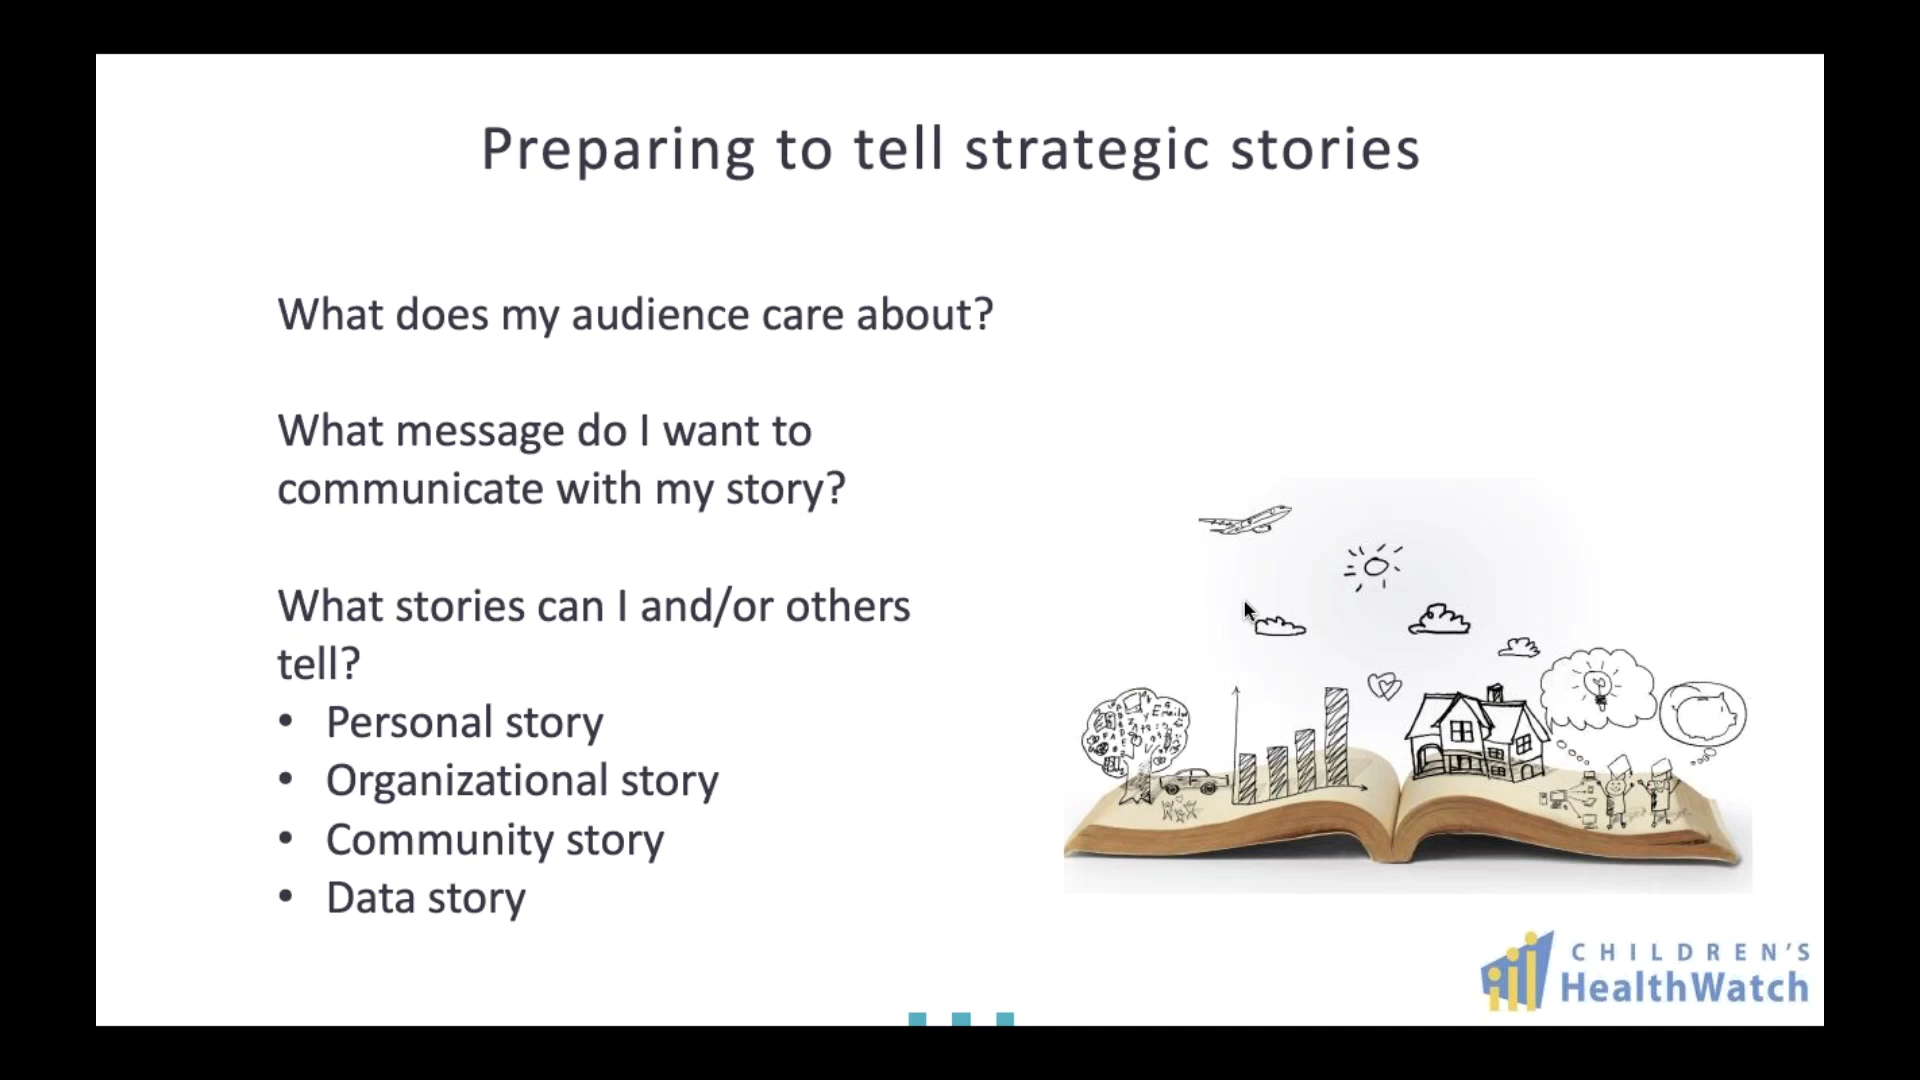 Preparing to tell strategic stories
What does my audience care about?
What message do I want to
communicate with my story?
What stories can I and/or others
tell?
• Personal story
• Organizational story
• Community story
• Data story
CHILDREN'S
HealthWatch